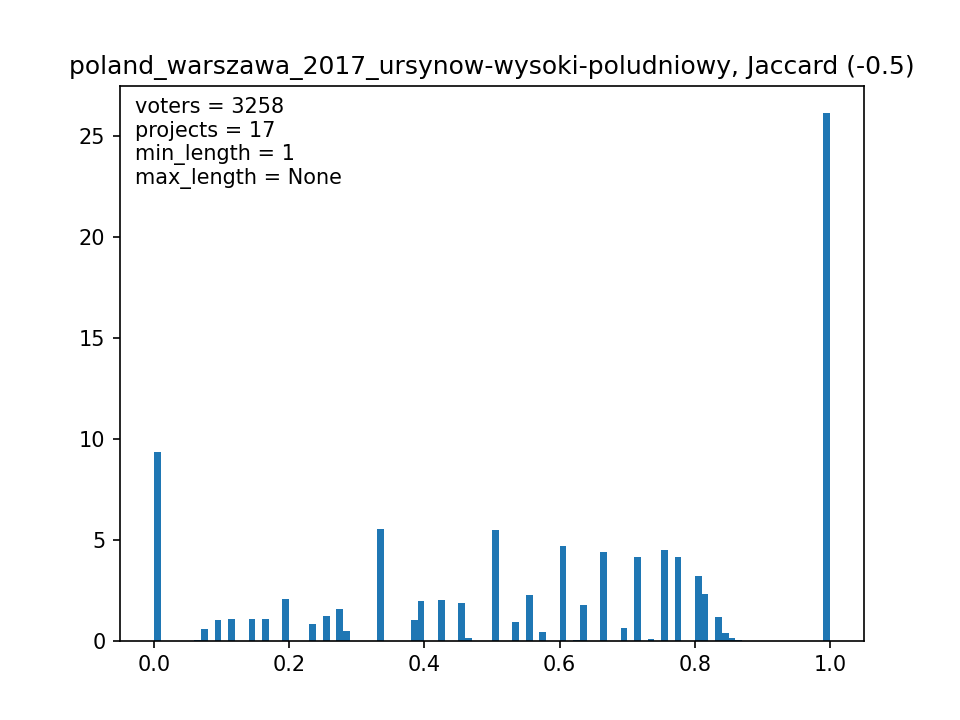 poland_warszawa_2017_ursynow-wysoki-poludniowy, Jaccard (-0.5)
voters = 3258
projects = 17
min_length = 1
max_length = None
25
20
15
10
5
0
0.0 0.2 0.4 0.6 0.8 1.0